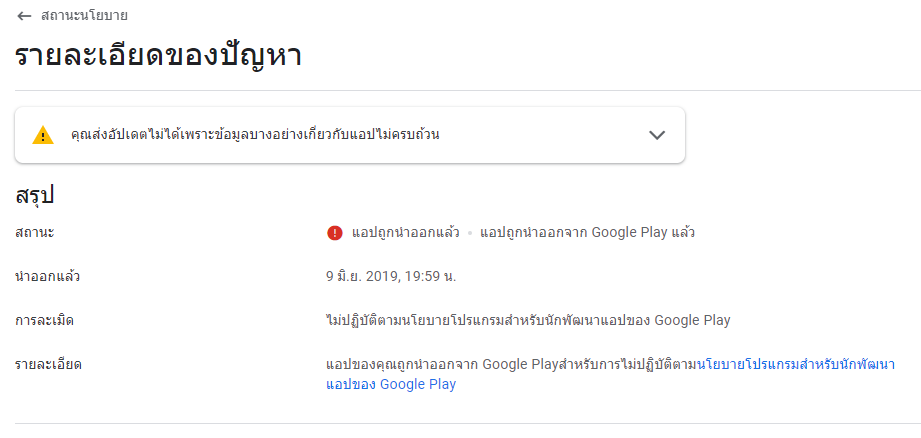 สถานะนโยบาย
รายละเอียดของปัญหา
คุณส่งอัปเดตไม่ได้เพราะข้อมูลบางอย่างเกี่ยวกับแอปไม่ครบถ้วน
สรุป
สถานะ แอปถูกนำออกแล้ว • แอปถูกนำออกจาก Google Play แล้ว
นำออกแล้ว 9 มิ.ย. 2019, 19:59 น.
การละเมิด ไม่ปฏิบัติตามนโยบายโปรแกรมสำหรับนักพัฒนาแอปของ Google Play
รายละเอียด แอปของคุณถูกนำออกจาก Google Playสำหรับการไม่ปฏิบัติตามนโยบายโปรแกรมสำหรับนักพัฒนา
แอปของ Google Play